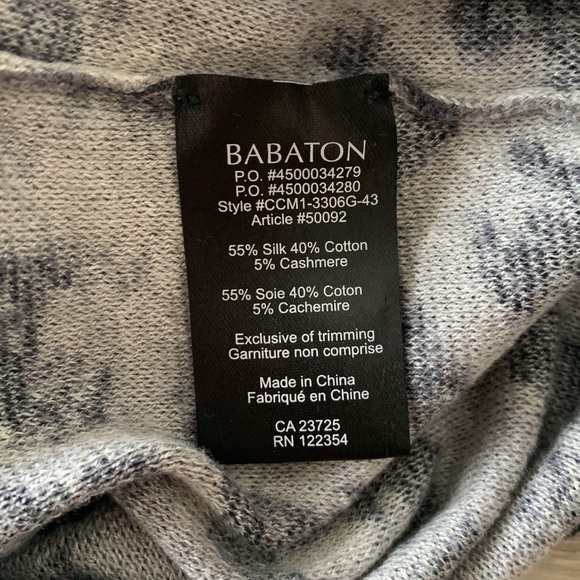 BABATON
P.O. #4500034279
P.O. #4500034280
Style #CCM1-3306G-43
Article #50092
55% Silk 40% Cotton
5% Cashmere
55% Soie 40% Coton
5% Cachemire
Exclusive of trimming
Garniture non comprise
Made in China
Fabriqué en Chine
CA 23725
RN 122354